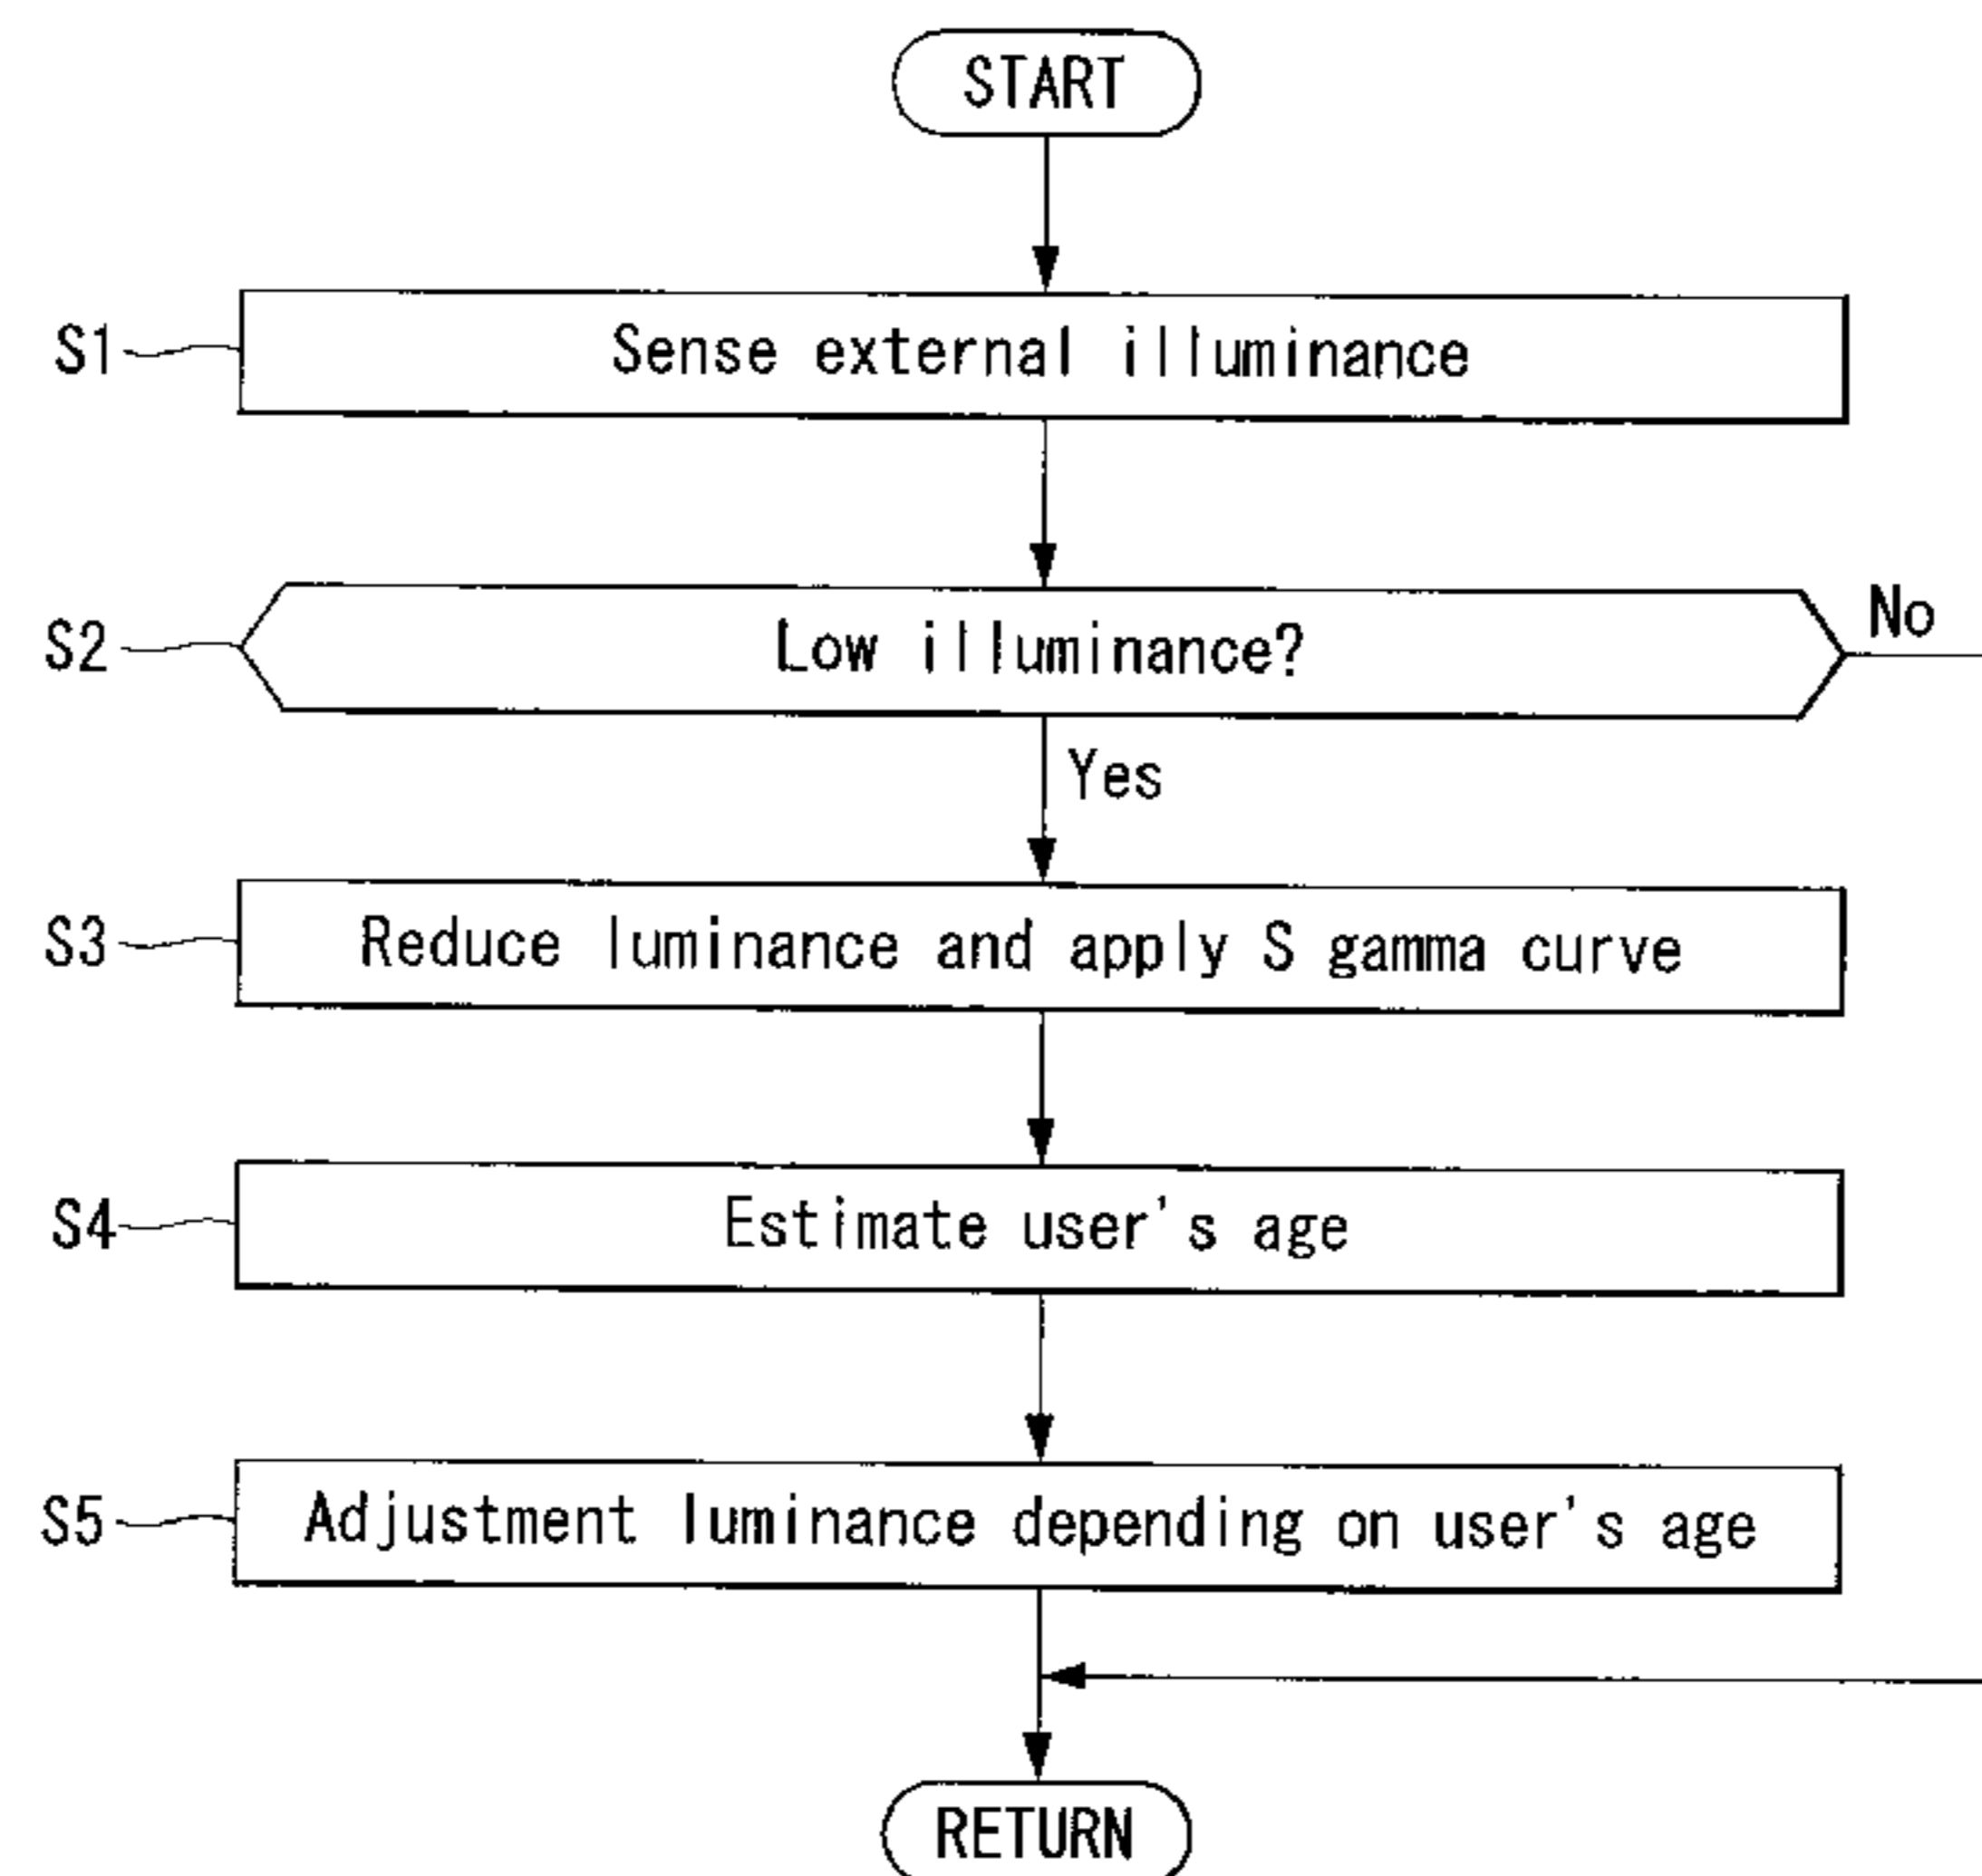 START
S1 Sense external illuminance
S2 Low illuminance? No
Yes
S3 Reduce luminance and apply S gamma curve
S4 Estimate user's age
S5 Adjustment luminance depending on user's age
RETURN